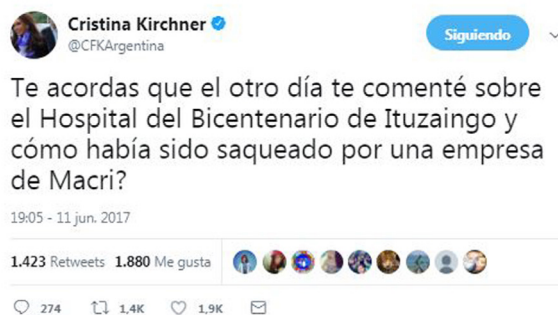 Cristina Kirchner
@CFKArgentina
Siguiendo
Te acordas que el otro día te comenté sobre
el Hospital del Bicentenario de Ituzaingo y
cómo había sido saqueado por una empresa
de Macri?
19:05 - 11 jun. 2017
1.423 Retweets 1.880 Me gusta
274 1,4K 1,9K